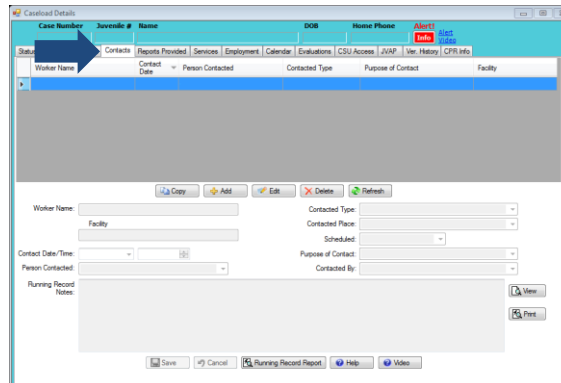 Caseload Details
Case Number Juvenile # Name DOB Home Phone Alert!
Info Alert Video
Statu Contacts Reports Provided Services Employment Calendar Evaluations CSU Access JVAP Ver. History CPR Info
Worker Name Contact Date Person Contacted Contacted Type Purpose of Contact Facility
Copy Add Edit Delete Refresh
Worker Name: Contacted Type:
Facility Contacted Place:
Scheduled:
Contact Date/Time: Purpose of Contact:
Person Contacted: Contacted By:
Running Record Notes: View
Print
Save Cancel Running Record Report Help Video